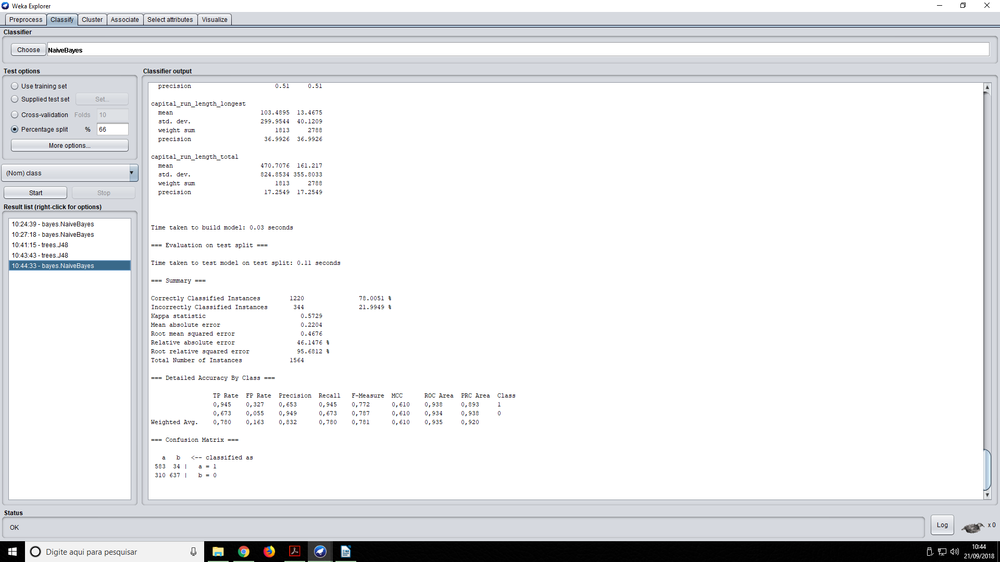 Weka Explorer
Preprocess Classify Cluster Associate Select attributes Visualize
Classifier
Choose NaiveBayes
Test options
Use training set
Supplied test set Set...
Cross-validation Folds 10
Percentage split % 66
More options...
(Nom) class
Start Stop
Result list (right-click for options)
10:24:39 - bayes.NaiveBayes
10:27:18 - bayes.NaiveBayes
10:41:15 - trees.J48
10:43:43 - trees.J48
10:44:33 - bayes.NaiveBayes
Classifier output
precision 0.51 0.51
capital_run_length_longest
mean 103.4895 13.4675
std. dev. 299.9544 40.1209
weight sum 1813 2788
precision 36.9926 36.9926
capital_run_length_total
mean 470.7076 161.217
std. dev. 824.8534 355.8033
weight sum 1813 2788
precision 17.2549 17.2549
Time taken to build model: 0.03 seconds
=== Evaluation on test split ===
Time taken to test model on test split: 0.11 seconds
=== Summary ===
Correctly Classified Instances 1220 78.0051 %
Incorrectly Classified Instances 344 21.9949 %
Kappa statistic 0.5729
Mean absolute error 0.2204
Root mean squared error 0.4676
Relative absolute error 46.1476 %
Root relative squared error 95.6812 %
Total Number of Instances 1564
=== Detailed Accuracy By Class ===
TP Rate FP Rate Precision Recall F-Measure MCC ROC Area PRC Area Class
0,945 0,327 0,653 0,945 0,772 0,610 0,938 0,893 1
0,673 0,055 0,949 0,673 0,787 0,610 0,934 0,938 0
Weighted Avg. 0,780 0,163 0,832 0,780 0,781 0,610 0,935 0,920
=== Confusion Matrix ===
a b <-- classified as
583 34 | a = 1
310 637 | b = 0
Status
OK
Log x 0
Digite aqui para pesquisar
10:44
21/09/2018